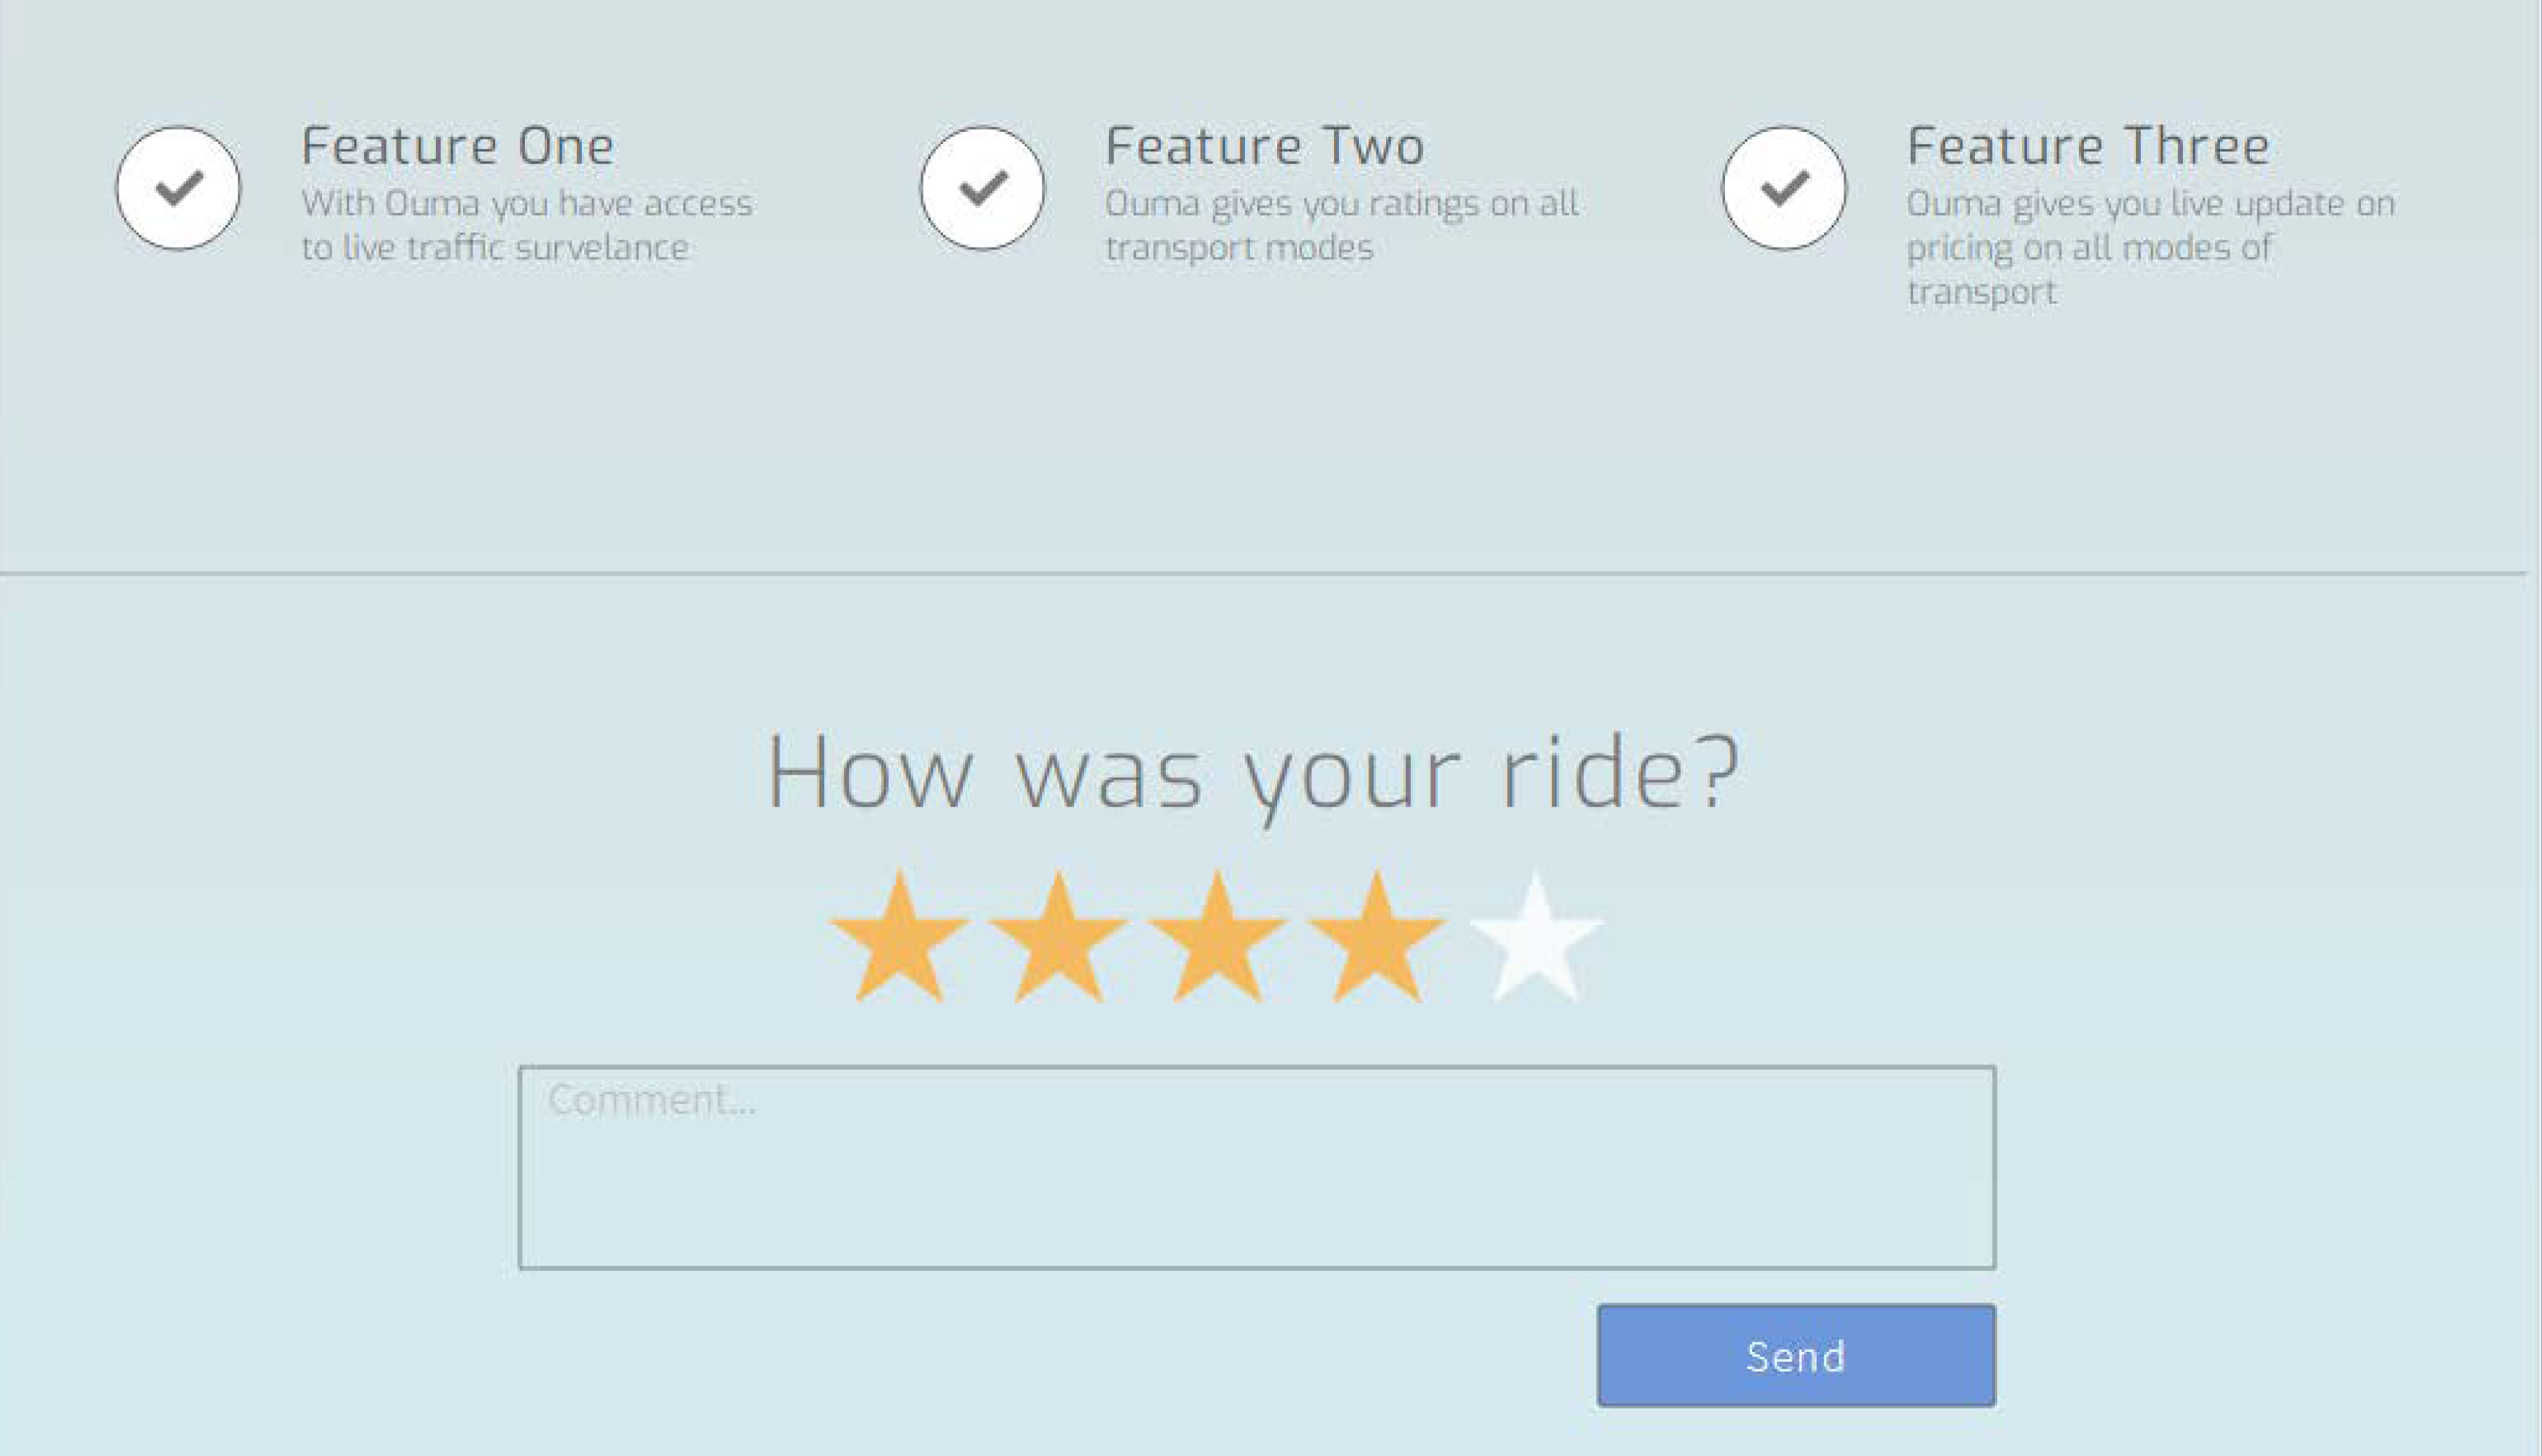 Feature One
With Ouma you have access
to live traffic survelance
Feature Two
Ouma gives you ratings on all
transport modes
Feature Three
Ouma gives you live update on
pricing on all modes of
transport
How was your ride?
Comment...
Send